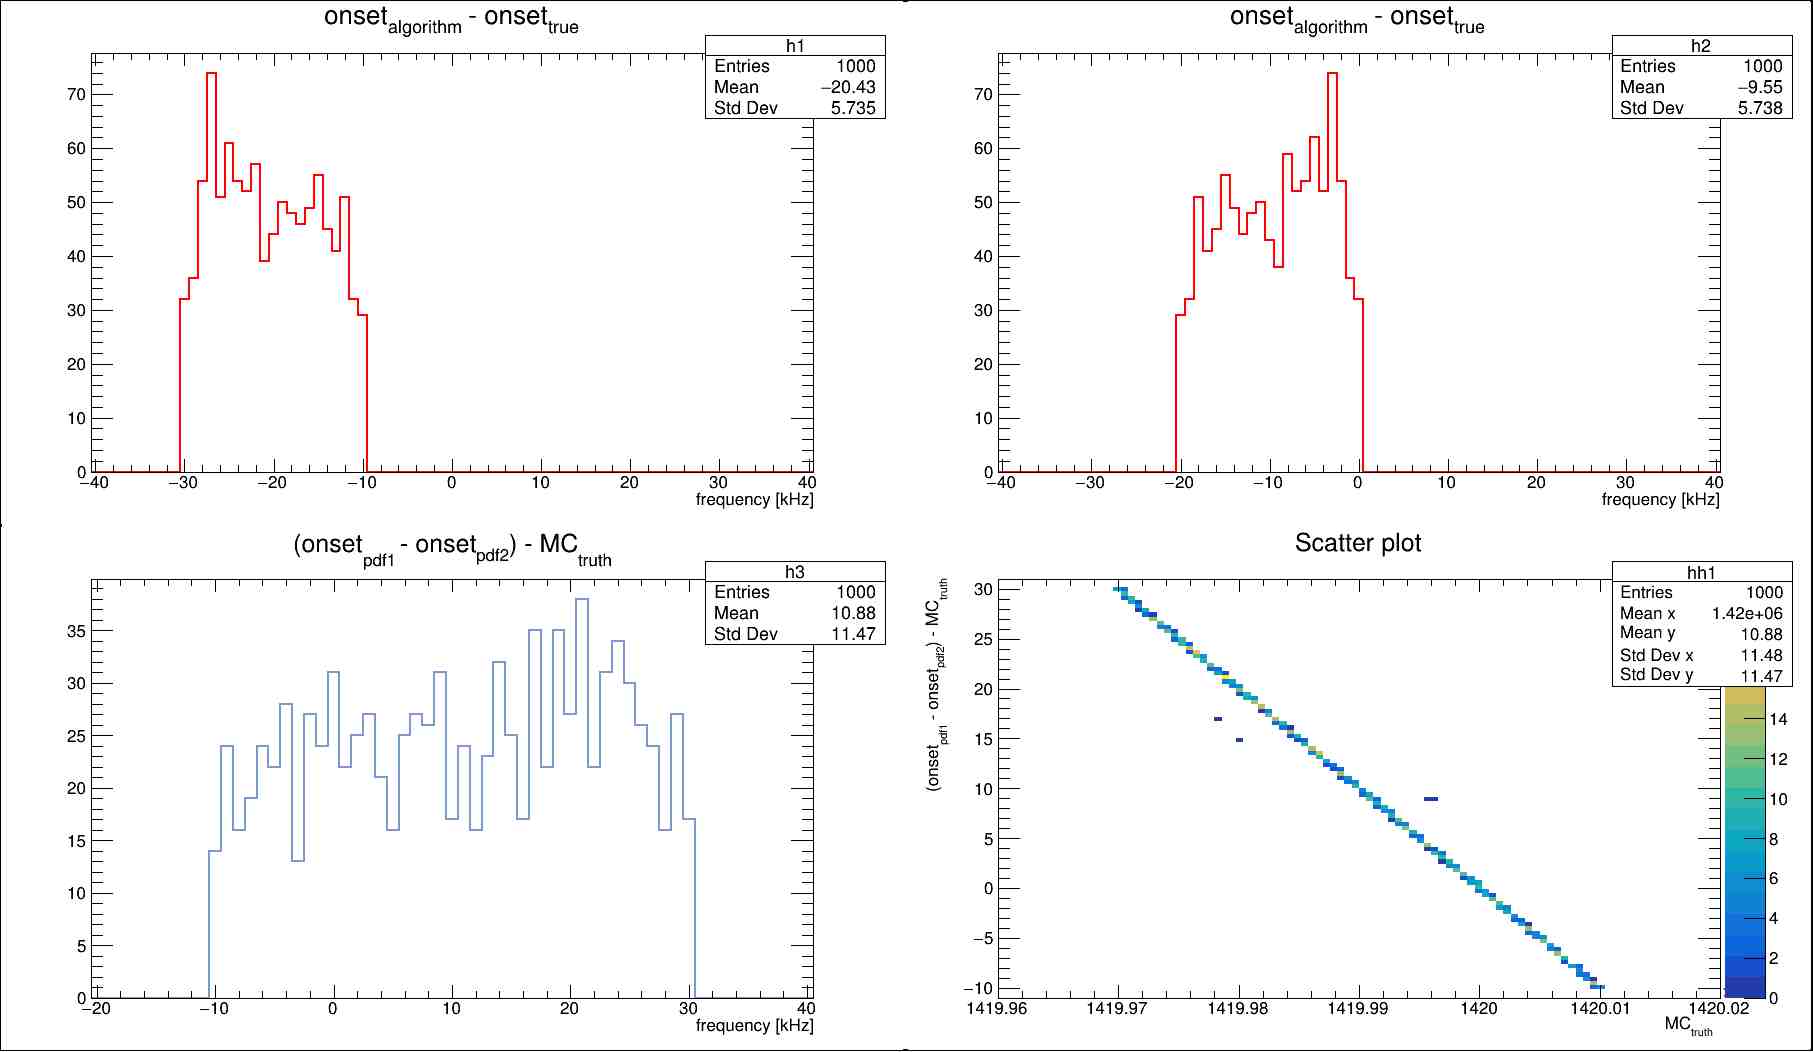 onset_algorithm - onset_true
h1
Entries 1000
Mean −20.43
Std Dev 5.735
70
60
50
40
30
20
10
0
−40 −30 −20 −10 0 10 20 30 40
frequency [kHz]
onset_algorithm - onset_true
h2
Entries 1000
Mean −9.55
Std Dev 5.738
70
60
50
40
30
20
10
0
−40 −30 −20 −10 0 10 20 30 40
frequency [kHz]
(onset_pdf1 - onset_pdf2) - MC_truth
h3
Entries 1000
Mean 10.88
Std Dev 11.47
35
30
25
20
15
10
5
0
−20 −10 0 10 20 30 40
frequency [kHz]
Scatter plot
hh1
Entries 1000
Mean x 1.42e+06
Mean y 10.88
Std Dev x 11.48
Std Dev y 11.47
(onset_pdf1 - onset_pdf2) - MC_truth
30
25
20
15
10
5
0
−5
−10
1419.96 1419.97 1419.98 1419.99 1420 1420.01 1420.02
MC_truth
14
12
10
8
6
4
2
0